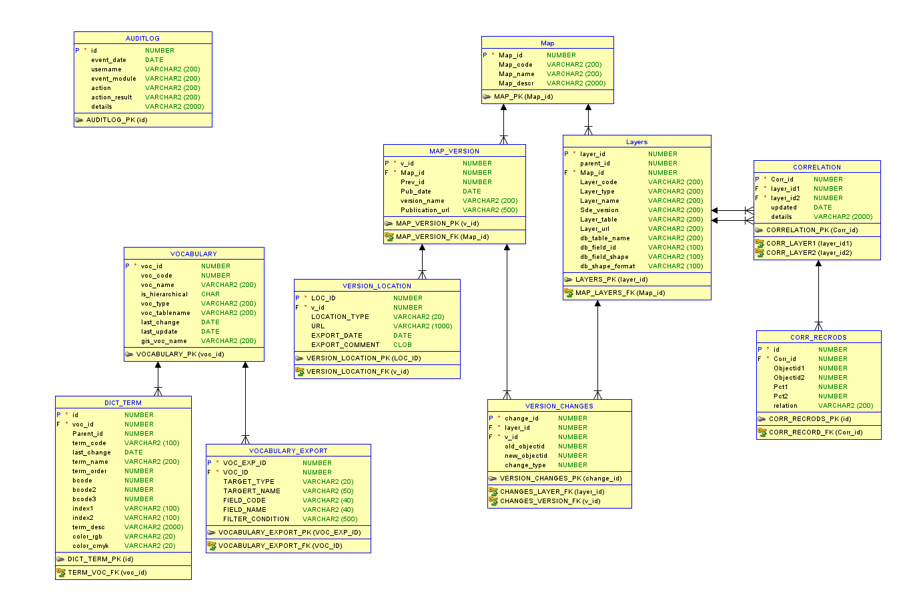 AUDITLOG
P * id NUMBER
event_date DATE
username VARCHAR2 (200)
event_module VARCHAR2 (200)
action VARCHAR2 (200)
action_result VARCHAR2 (200)
details VARCHAR2 (2000)
AUDITLOG_PK (id)
Map
P * Map_id NUMBER
Map_code VARCHAR2 (200)
Map_name VARCHAR2 (200)
Map_descr VARCHAR2 (2000)
MAP_PK (Map_id)
MAP_VERSION
P * v_id NUMBER
F * Map_id NUMBER
Prev_id NUMBER
Pub_date DATE
version_name VARCHAR2 (200)
Publication_url VARCHAR2 (500)
MAP_VERSION_PK (v_id)
MAP_VERSION_FK (Map_id)
Layers
P * layer_id NUMBER
parent_id NUMBER
F * Map_id NUMBER
Layer_code VARCHAR2 (200)
Layer_type VARCHAR2 (200)
Layer_name VARCHAR2 (200)
Sde_version VARCHAR2 (200)
Layer_table VARCHAR2 (200)
Layer_url VARCHAR2 (200)
db_table_name VARCHAR2 (200)
db_field_id VARCHAR2 (100)
db_field_shape VARCHAR2 (100)
db_shape_format VARCHAR2 (100)
LAYERS_PK (layer_id)
MAP_LAYERS_FK (Map_id)
CORRELATION
P * Corr_id NUMBER
F * layer_id1 NUMBER
F * layer_id2 NUMBER
updated DATE
details VARCHAR2 (2000)
CORRELATION_PK (Corr_id)
CORR_LAYER1 (layer_id1)
CORR_LAYER2 (layer_id2)
VOCABULARY
P * voc_id NUMBER
voc_code NUMBER
voc_name VARCHAR2 (200)
is_hierarchical CHAR
voc_type VARCHAR2 (200)
voc_tablename VARCHAR2 (200)
last_change DATE
last_update DATE
gis_voc_name VARCHAR2 (200)
VOCABULARY_PK (voc_id)
VERSION_LOCATION
P * LOC_ID NUMBER
F * v_id NUMBER
LOCATION_TYPE VARCHAR2 (20)
URL VARCHAR2 (1000)
EXPORT_DATE DATE
EXPORT_COMMENT CLOB
VERSION_LOCATION_PK (LOC_ID)
VERSION_LOCATION_FK (v_id)
CORR_RECRODS
P * id NUMBER
F * Corr_id NUMBER
Objectid1 NUMBER
Objectid2 NUMBER
Pct1 NUMBER
Pct2 NUMBER
relation VARCHAR2 (200)
CORR_RECRODS_PK (id)
CORR_RECORD_FK (Corr_id)
DICT_TERM
P * id NUMBER
F * voc_id NUMBER
Parent_id NUMBER
term_code VARCHAR2 (100)
last_change DATE
term_name VARCHAR2 (200)
term_order NUMBER
bcode NUMBER
bcode2 NUMBER
bcode3 NUMBER
index1 VARCHAR2 (100)
index2 VARCHAR2 (100)
term_desc VARCHAR2 (2000)
color_rgb VARCHAR2 (20)
color_cmyk VARCHAR2 (20)
DICT_TERM_PK (id)
TERM_VOC_FK (voc_id)
VOCABULARY_EXPORT
P * VOC_EXP_ID NUMBER
F * VOC_ID NUMBER
TARGET_TYPE VARCHAR2 (20)
TARGERT_NAME VARCHAR2 (50)
FIELD_CODE VARCHAR2 (40)
FIELD_NAME VARCHAR2 (40)
FILTER_CONDITION VARCHAR2 (500)
VOCABULARY_EXPORT_PK (VOC_EXP_ID)
VOCABULARY_EXPORT_FK (VOC_ID)
VERSION_CHANGES
P * change_id NUMBER
F * layer_id NUMBER
F * v_id NUMBER
old_objectid NUMBER
new_objectid NUMBER
change_type NUMBER
VERSION_CHANGES_PK (change_id)
CHANGES_LAYER_FK (layer_id)
CHANGES_VERSION_FK (v_id)